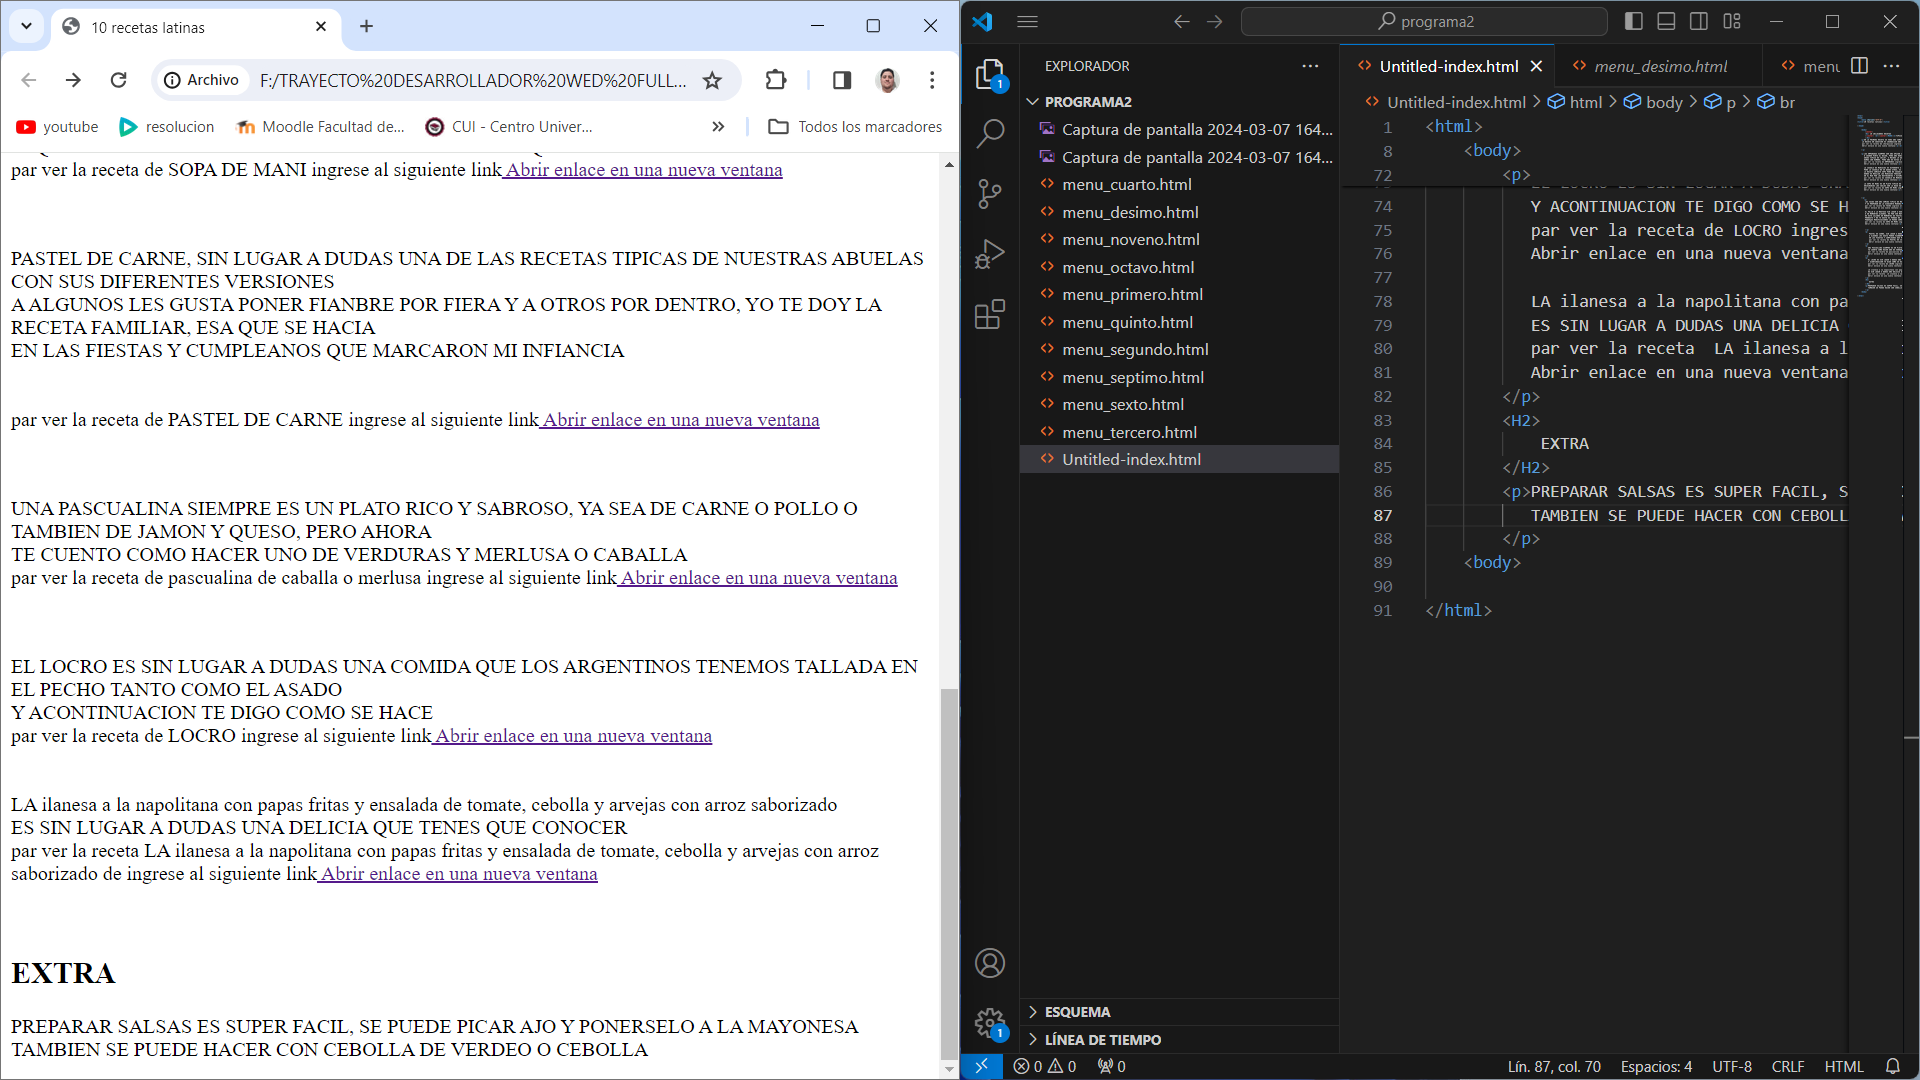 10 recetas latinas
Archivo
F:/TRAYECTO%20DESARROLLADOR%20WED%20FULL...
youtube
resolucion
Moodle Facultad de...
CUI - Centro Univer...
Todos los marcadores
par ver la receta de SOPA DE MANI ingrese al siguiente link Abrir enlace en una nueva ventana
PASTEL DE CARNE, SIN LUGAR A DUDAS UNA DE LAS RECETAS TIPICAS DE NUESTRAS ABUELAS
CON SUS DIFERENTES VERSIONES
A ALGUNOS LES GUSTA PONER FIANBRE POR FIERA Y A OTROS POR DENTRO, YO TE DOY LA
RECETA FAMILIAR, ESA QUE SE HACIA
EN LAS FIESTAS Y CUMPLEANOS QUE MARCARON MI INFIANCIA
par ver la receta de PASTEL DE CARNE ingrese al siguiente link Abrir enlace en una nueva ventana
UNA PASCUALINA SIEMPRE ES UN PLATO RICO Y SABROSO, YA SEA DE CARNE O POLLO O
TAMBIEN DE JAMON Y QUESO, PERO AHORA
TE CUENTO COMO HACER UNO DE VERDURAS Y MERLUSA O CABALLA
par ver la receta de pascualina de caballa o merlusa ingrese al siguiente link Abrir enlace en una nueva ventana
EL LOCRO ES SIN LUGAR A DUDAS UNA COMIDA QUE LOS ARGENTINOS TENEMOS TALLADA EN
EL PECHO TANTO COMO EL ASADO
Y ACONTINUACION TE DIGO COMO SE HACE
par ver la receta de LOCRO ingrese al siguiente link Abrir enlace en una nueva ventana
LA ilanesa a la napolitana con papas fritas y ensalada de tomate, cebolla y arvejas con arroz saborizado
ES SIN LUGAR A DUDAS UNA DELICIA QUE TENES QUE CONOCER
par ver la receta LA ilanesa a la napolitana con papas fritas y ensalada de tomate, cebolla y arvejas con arroz
saborizado de ingrese al siguiente link Abrir enlace en una nueva ventana
EXTRA
PREPARAR SALSAS ES SUPER FACIL, SE PUEDE PICAR AJO Y PONERSELO A LA MAYONESA
TAMBIEN SE PUEDE HACER CON CEBOLLA DE VERDEO O CEBOLLA
programa2
1
EXPLORADOR
PROGRAMA2
Captura de pantalla 2024-03-07 164...
Captura de pantalla 2024-03-07 164...
menu_cuarto.html
menu_desimo.html
menu_noveno.html
menu_octavo.html
menu_primero.html
menu_quinto.html
menu_segundo.html
menu_septimo.html
menu_sexto.html
menu_tercero.html
Untitled-index.html
ESQUEMA
LÍNEA DE TIEMPO
1
Untitled-index.html
menu_desimo.html
menu
Untitled-index.html > html > body > p > br
1 <html>
8 <body>
72 <p>
74 Y ACONTINUACION TE DIGO COMO SE H
75 par ver la receta de LOCRO ingres
76 Abrir enlace en una nueva ventana
77
78 LA ilanesa a la napolitana con pa
79 ES SIN LUGAR A DUDAS UNA DELICIA
80 par ver la receta  LA ilanesa a l
81 Abrir enlace en una nueva ventana
82 </p>
83 <H2>
84 EXTRA
85 </H2>
86 <p>PREPARAR SALSAS ES SUPER FACIL, S
87 TAMBIEN SE PUEDE HACER CON CEBOLL
88 </p>
89 <body>
90
91 </html>
0 0 0
Lín. 87, col. 70
Espacios: 4
UTF-8
CRLF
HTML